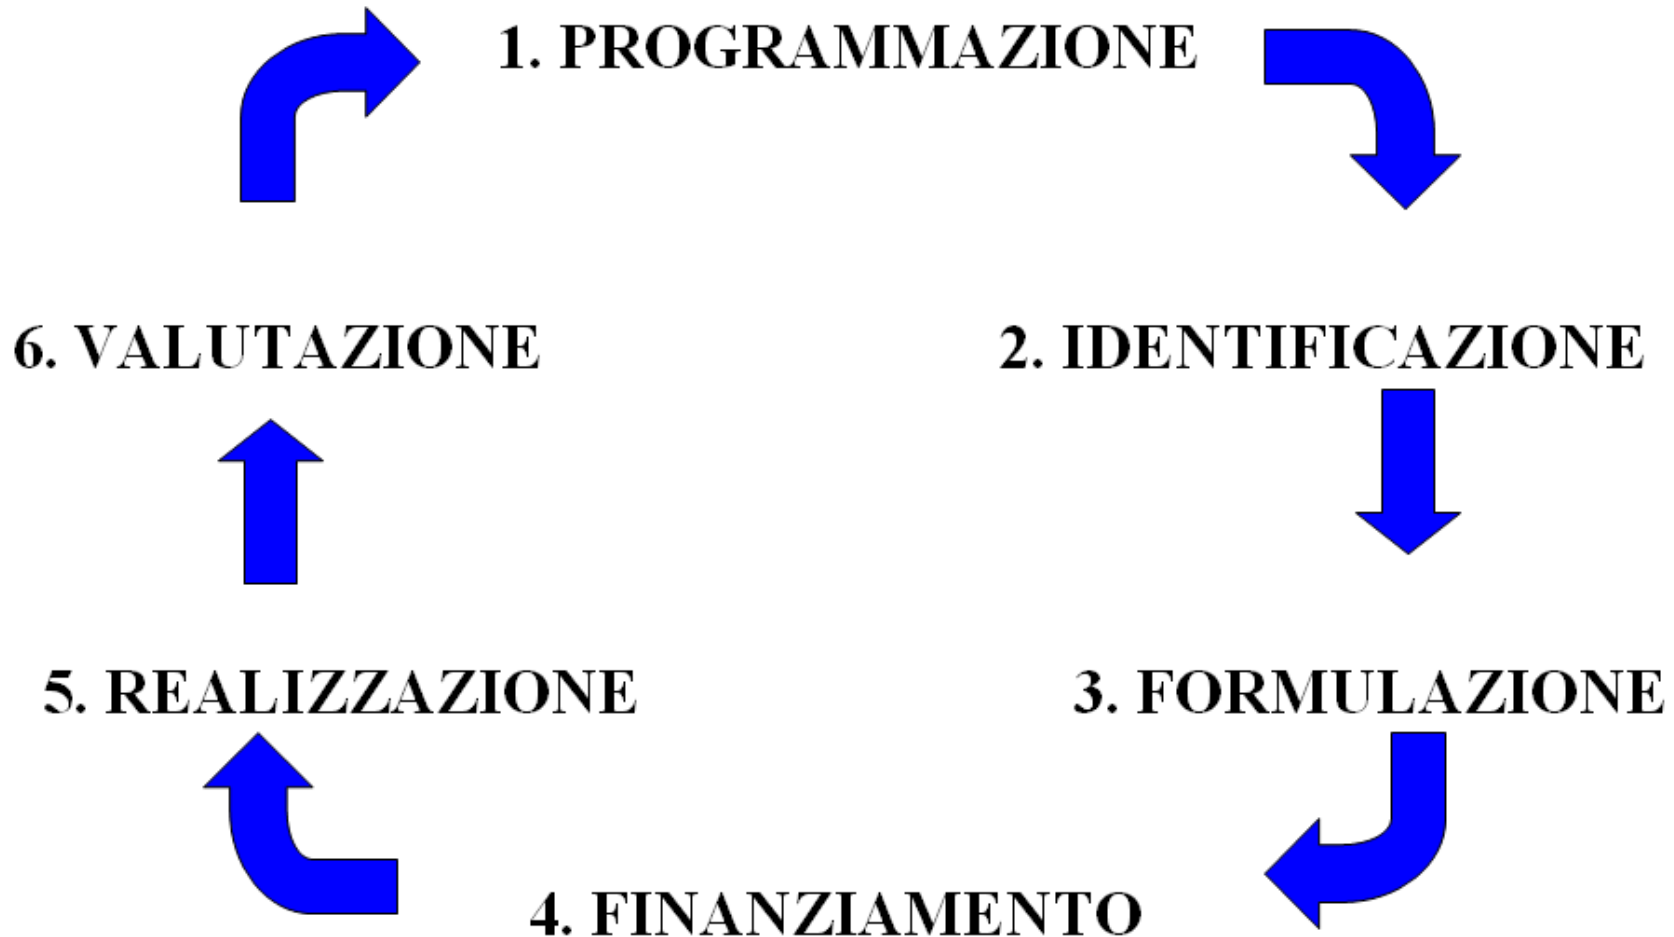 1. PROGRAMMAZIONE
2. IDENTIFICAZIONE
3. FORMULAZIONE
4. FINANZIAMENTO
5. REALIZZAZIONE
6. VALUTAZIONE